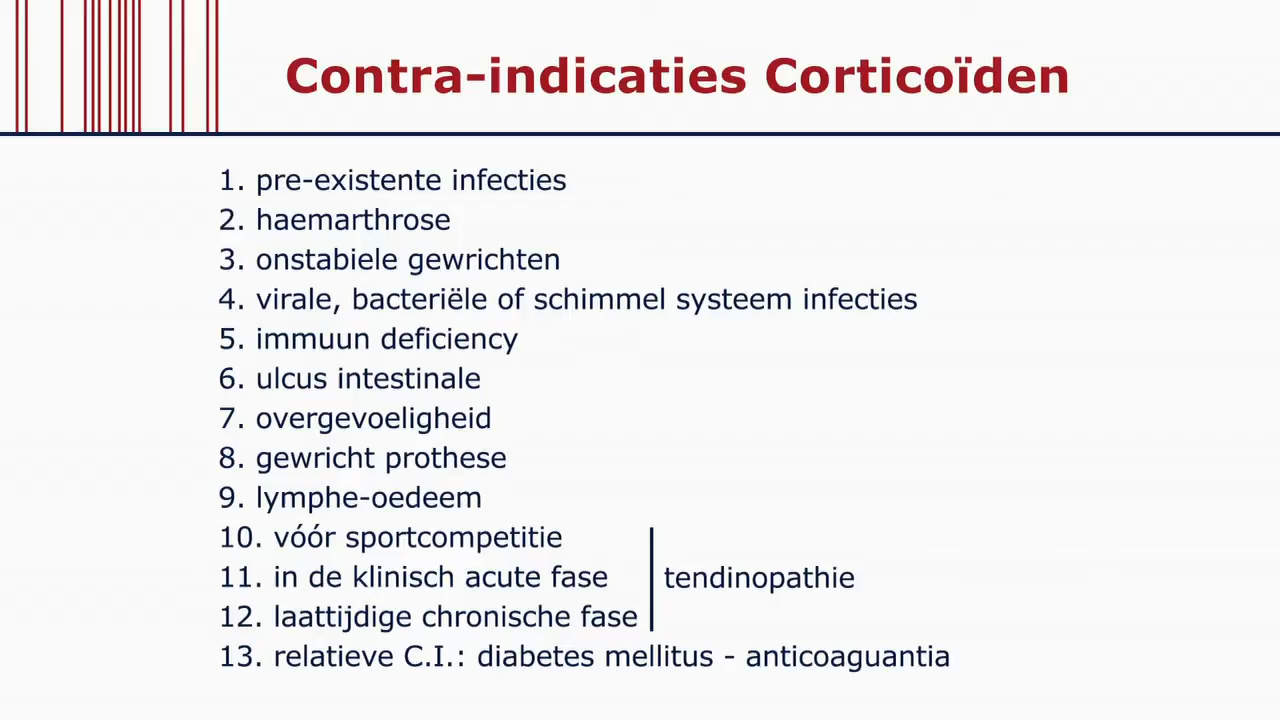 Contra-indicaties Corticoïden
1. pre-existente infecties
2. haemarthrose
3. onstabiele gewrichten
4. virale, bacteriële of schimmel systeem infecties
5. immuun deficiency
6. ulcus intestinale
7. overgevoeligheid
8. gewricht prothese
9. lymphe-oedeem
10. vóór sportcompetitie
11. in de klinisch acute fase
tendinopathie
12. laattijdige chronische fase
13. relatieve C.I.: diabetes mellitus - anticoaguantia